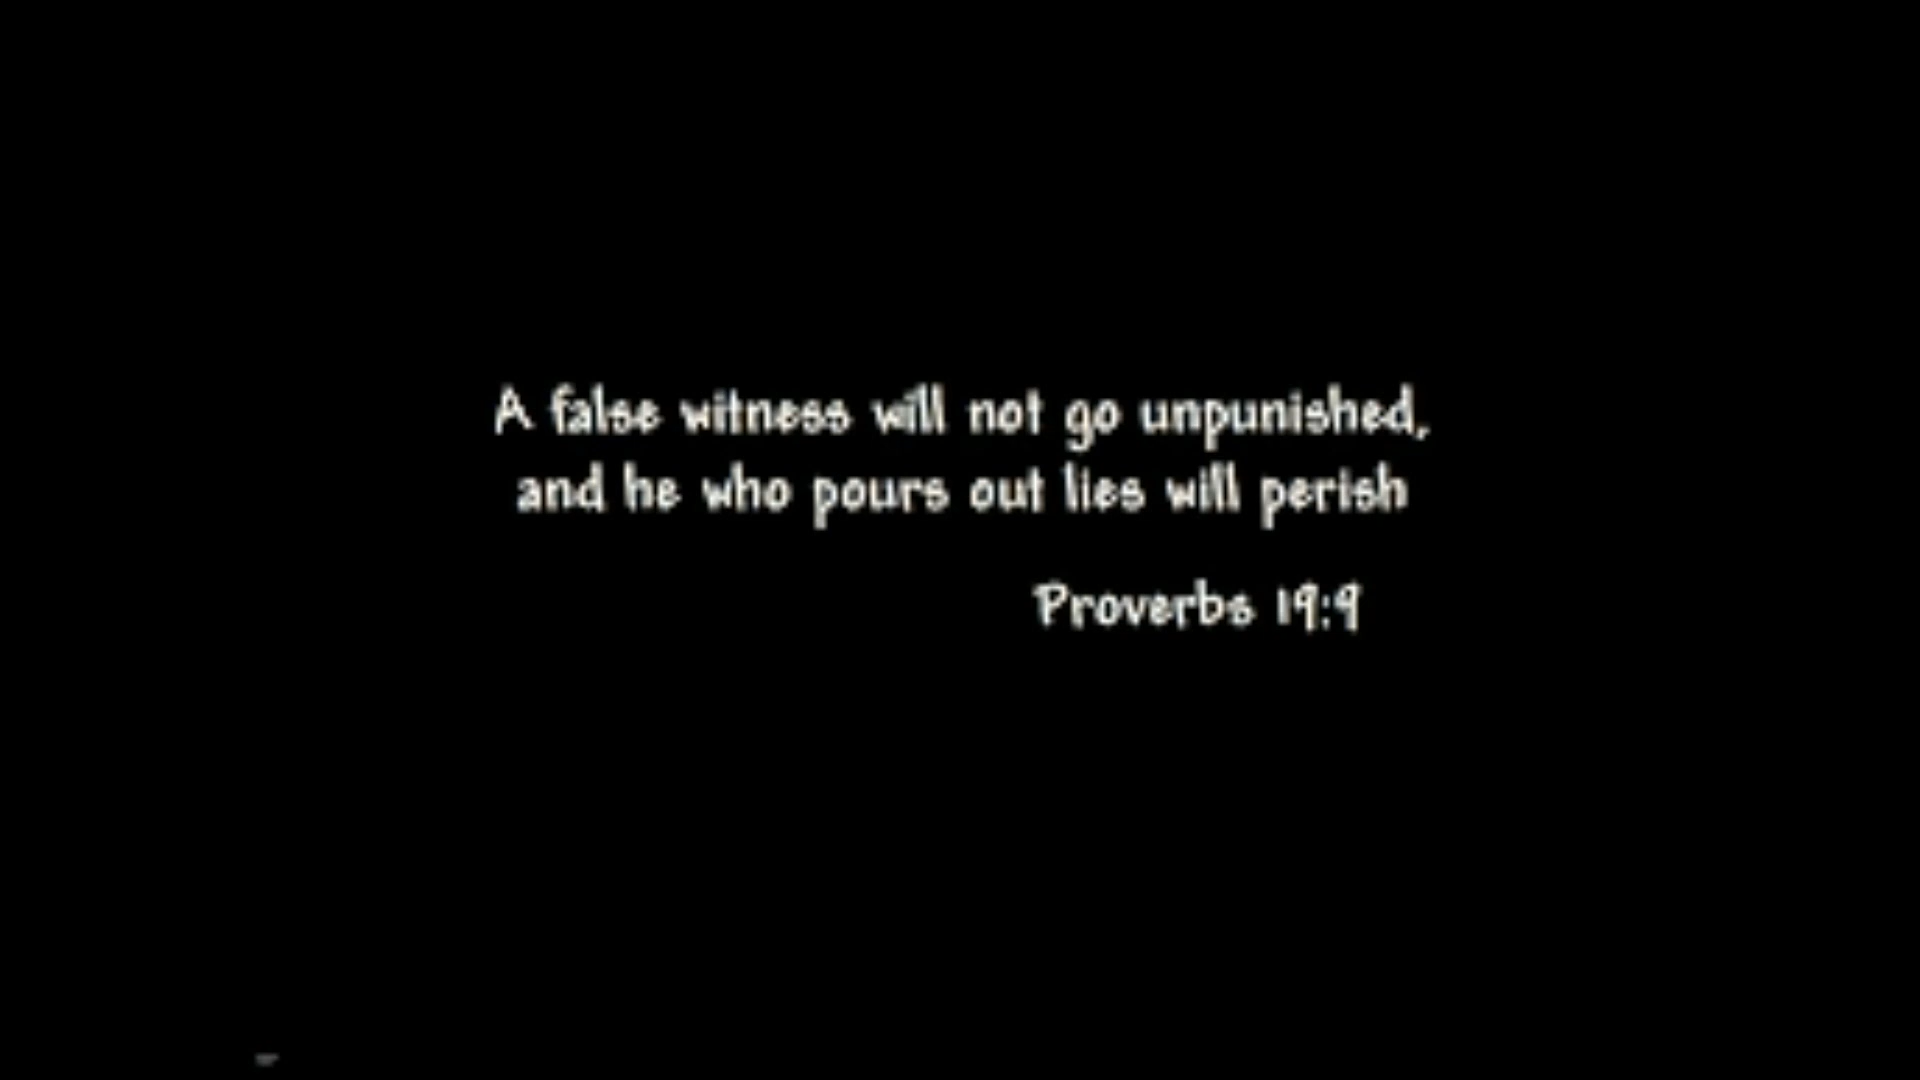 A false witness will not go unpunished,
and he who pours out lies will perish
Proverbs 19:9